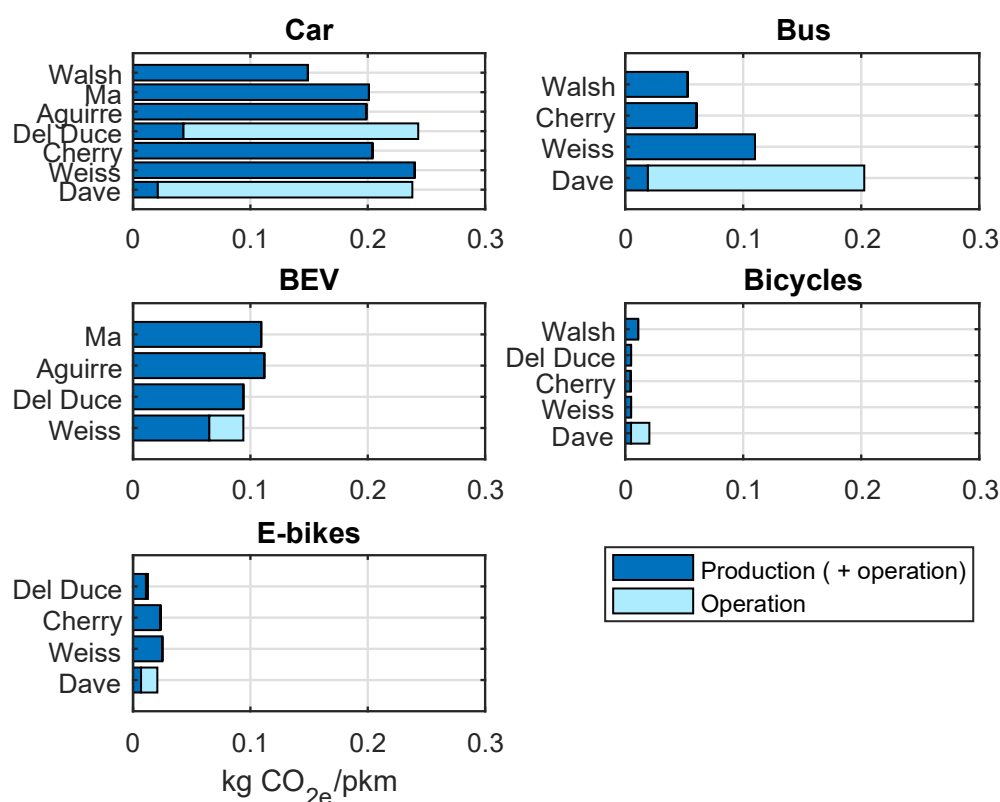 Car
Walsh
Ma
Aguirre
Del Duce
Cherry
Weiss
Dave
0 0.1 0.2 0.3
Bus
Walsh
Cherry
Weiss
Dave
0 0.1 0.2 0.3
BEV
Ma
Aguirre
Del Duce
Weiss
0 0.1 0.2 0.3
Bicycles
Walsh
Del Duce
Cherry
Weiss
Dave
0 0.1 0.2 0.3
E-bikes
Del Duce
Cherry
Weiss
Dave
0 0.1 0.2 0.3
kg CO2e/pkm
Production ( + operation)
Operation